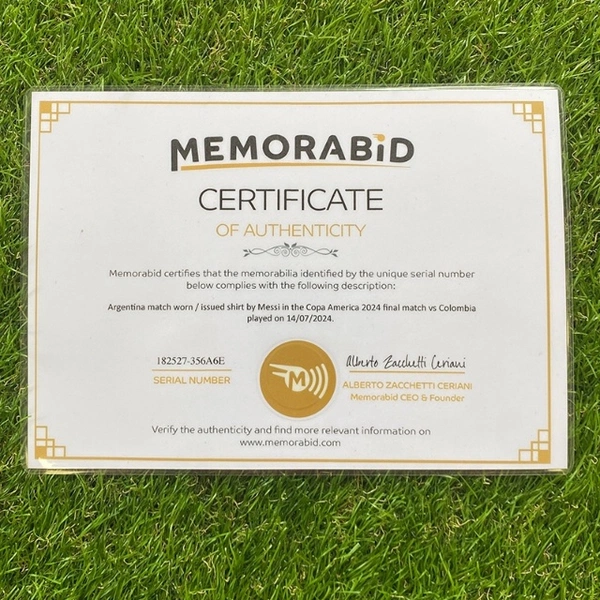 MEMORABiD
CERTIFICATE
OF AUTHENTICITY
Memorabid certifies that the memorabilia identified by the unique serial number
below complies with the following description:
Argentina match worn / issued shirt by Messi in the Copa America 2024 final match vs Colombia
played on 14/07/2024.
182527-356A6E
SERIAL NUMBER
M
Alberto Zacchetti Ceriani
ALBERTO ZACCHETTI CERIANI
Memorabid CEO & Founder
Verify the authenticity and find more relevant information on
www.memorabid.com